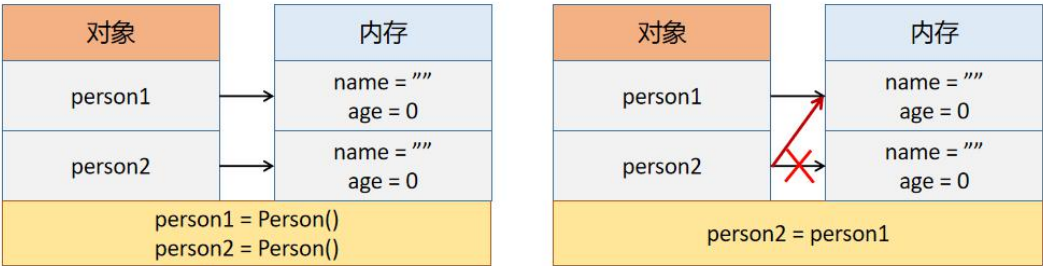 对象
内存
person1
name = ””
age = 0
person2
name = ””
age = 0
person1 = Person()
person2 = Person()
对象
内存
person1
name = ””
age = 0
person2
name = ””
age = 0
person2 = person1